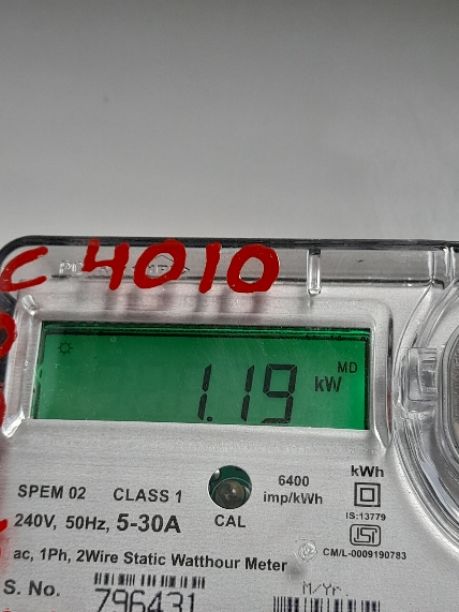 C 4010
MD
1.19 kW
kWh
6400
imp/kWh
SPEM 02 CLASS 1
CAL
IS:13779
240V, 50Hz, 5-30A
CM/L-0009190783
ac, 1Ph, 2Wire Static Watthour Meter
S. No. 796431
M/Yr.